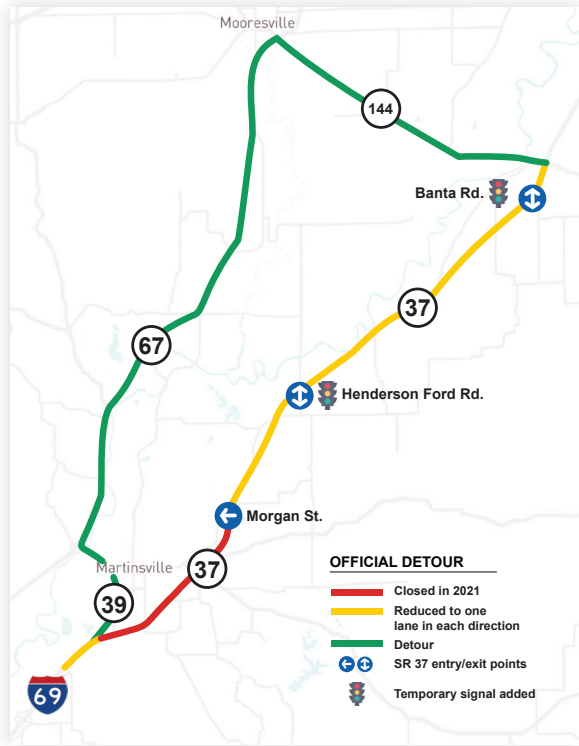 Mooresville
144
Banta Rd.
37
67
Henderson Ford Rd.
Morgan St.
Martinsville
37
39
69
OFFICIAL DETOUR
Closed in 2021
Reduced to one
lane in each direction
Detour
SR 37 entry/exit points
Temporary signal added